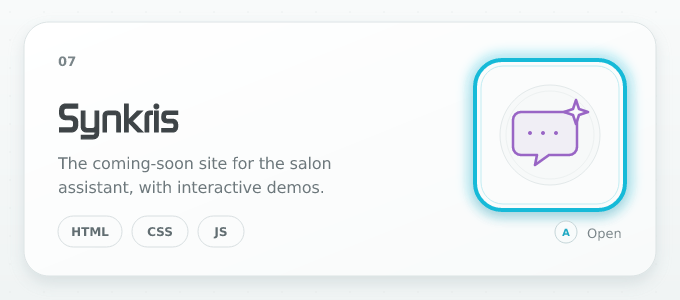 07
Synkris
The coming-soon site for the salon
assistant, with interactive demos.
HTML CSS JS
A Open